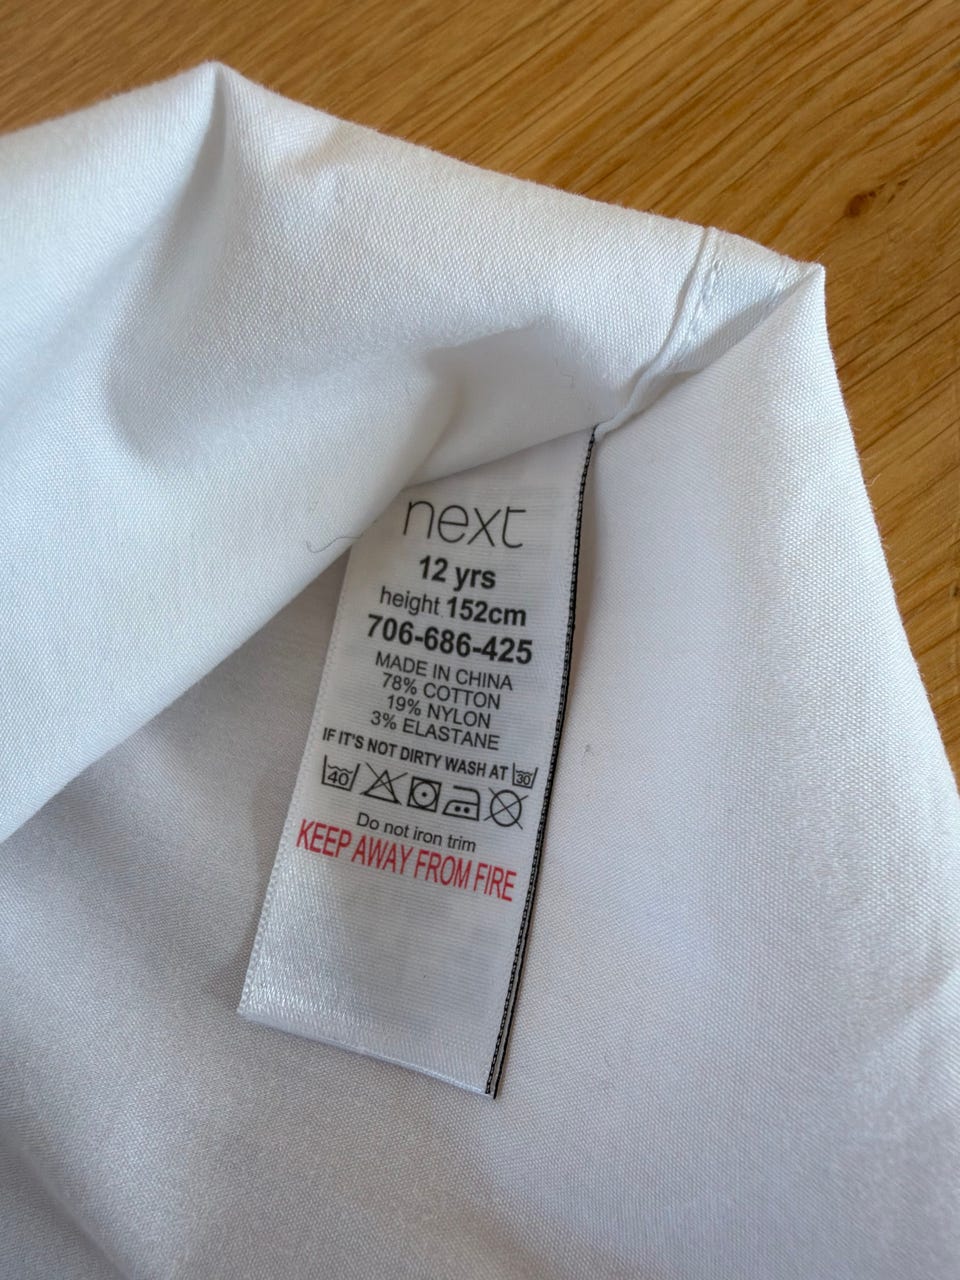 next
12 yrs
height 152cm
706-686-425
MADE IN CHINA
78% COTTON
19% NYLON
3% ELASTANE
IF IT'S NOT DIRTY WASH AT 30
40
Do not iron trim
KEEP AWAY FROM FIRE